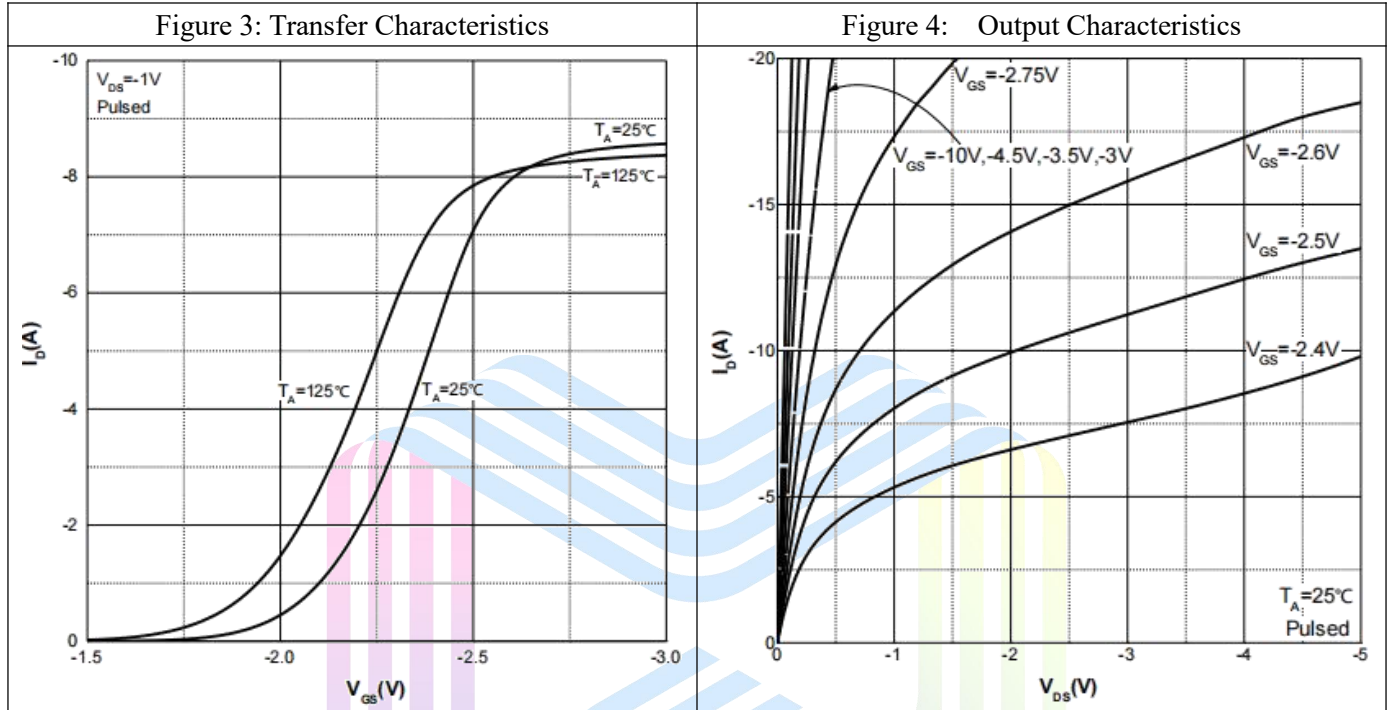 Figure 3: Transfer Characteristics
-10
-8
-6
-4
-2
0
I_D(A)
V_DS=-1V
Pulsed
T_A=25℃
T_A=125℃
T_A=125℃
T_A=25℃
-1.5
-2.0
-2.5
-3.0
V_GS(V)
Figure 4: Output Characteristics
-20
-15
-10
-5
0
I_D(A)
V_GS=-2.75V
V_GS=-10V,-4.5V,-3.5V,-3V
V_GS=-2.6V
V_GS=-2.5V
V_GS=-2.4V
T_A=25℃
Pulsed
0
-1
-2
-3
-4
-5
V_DS(V)